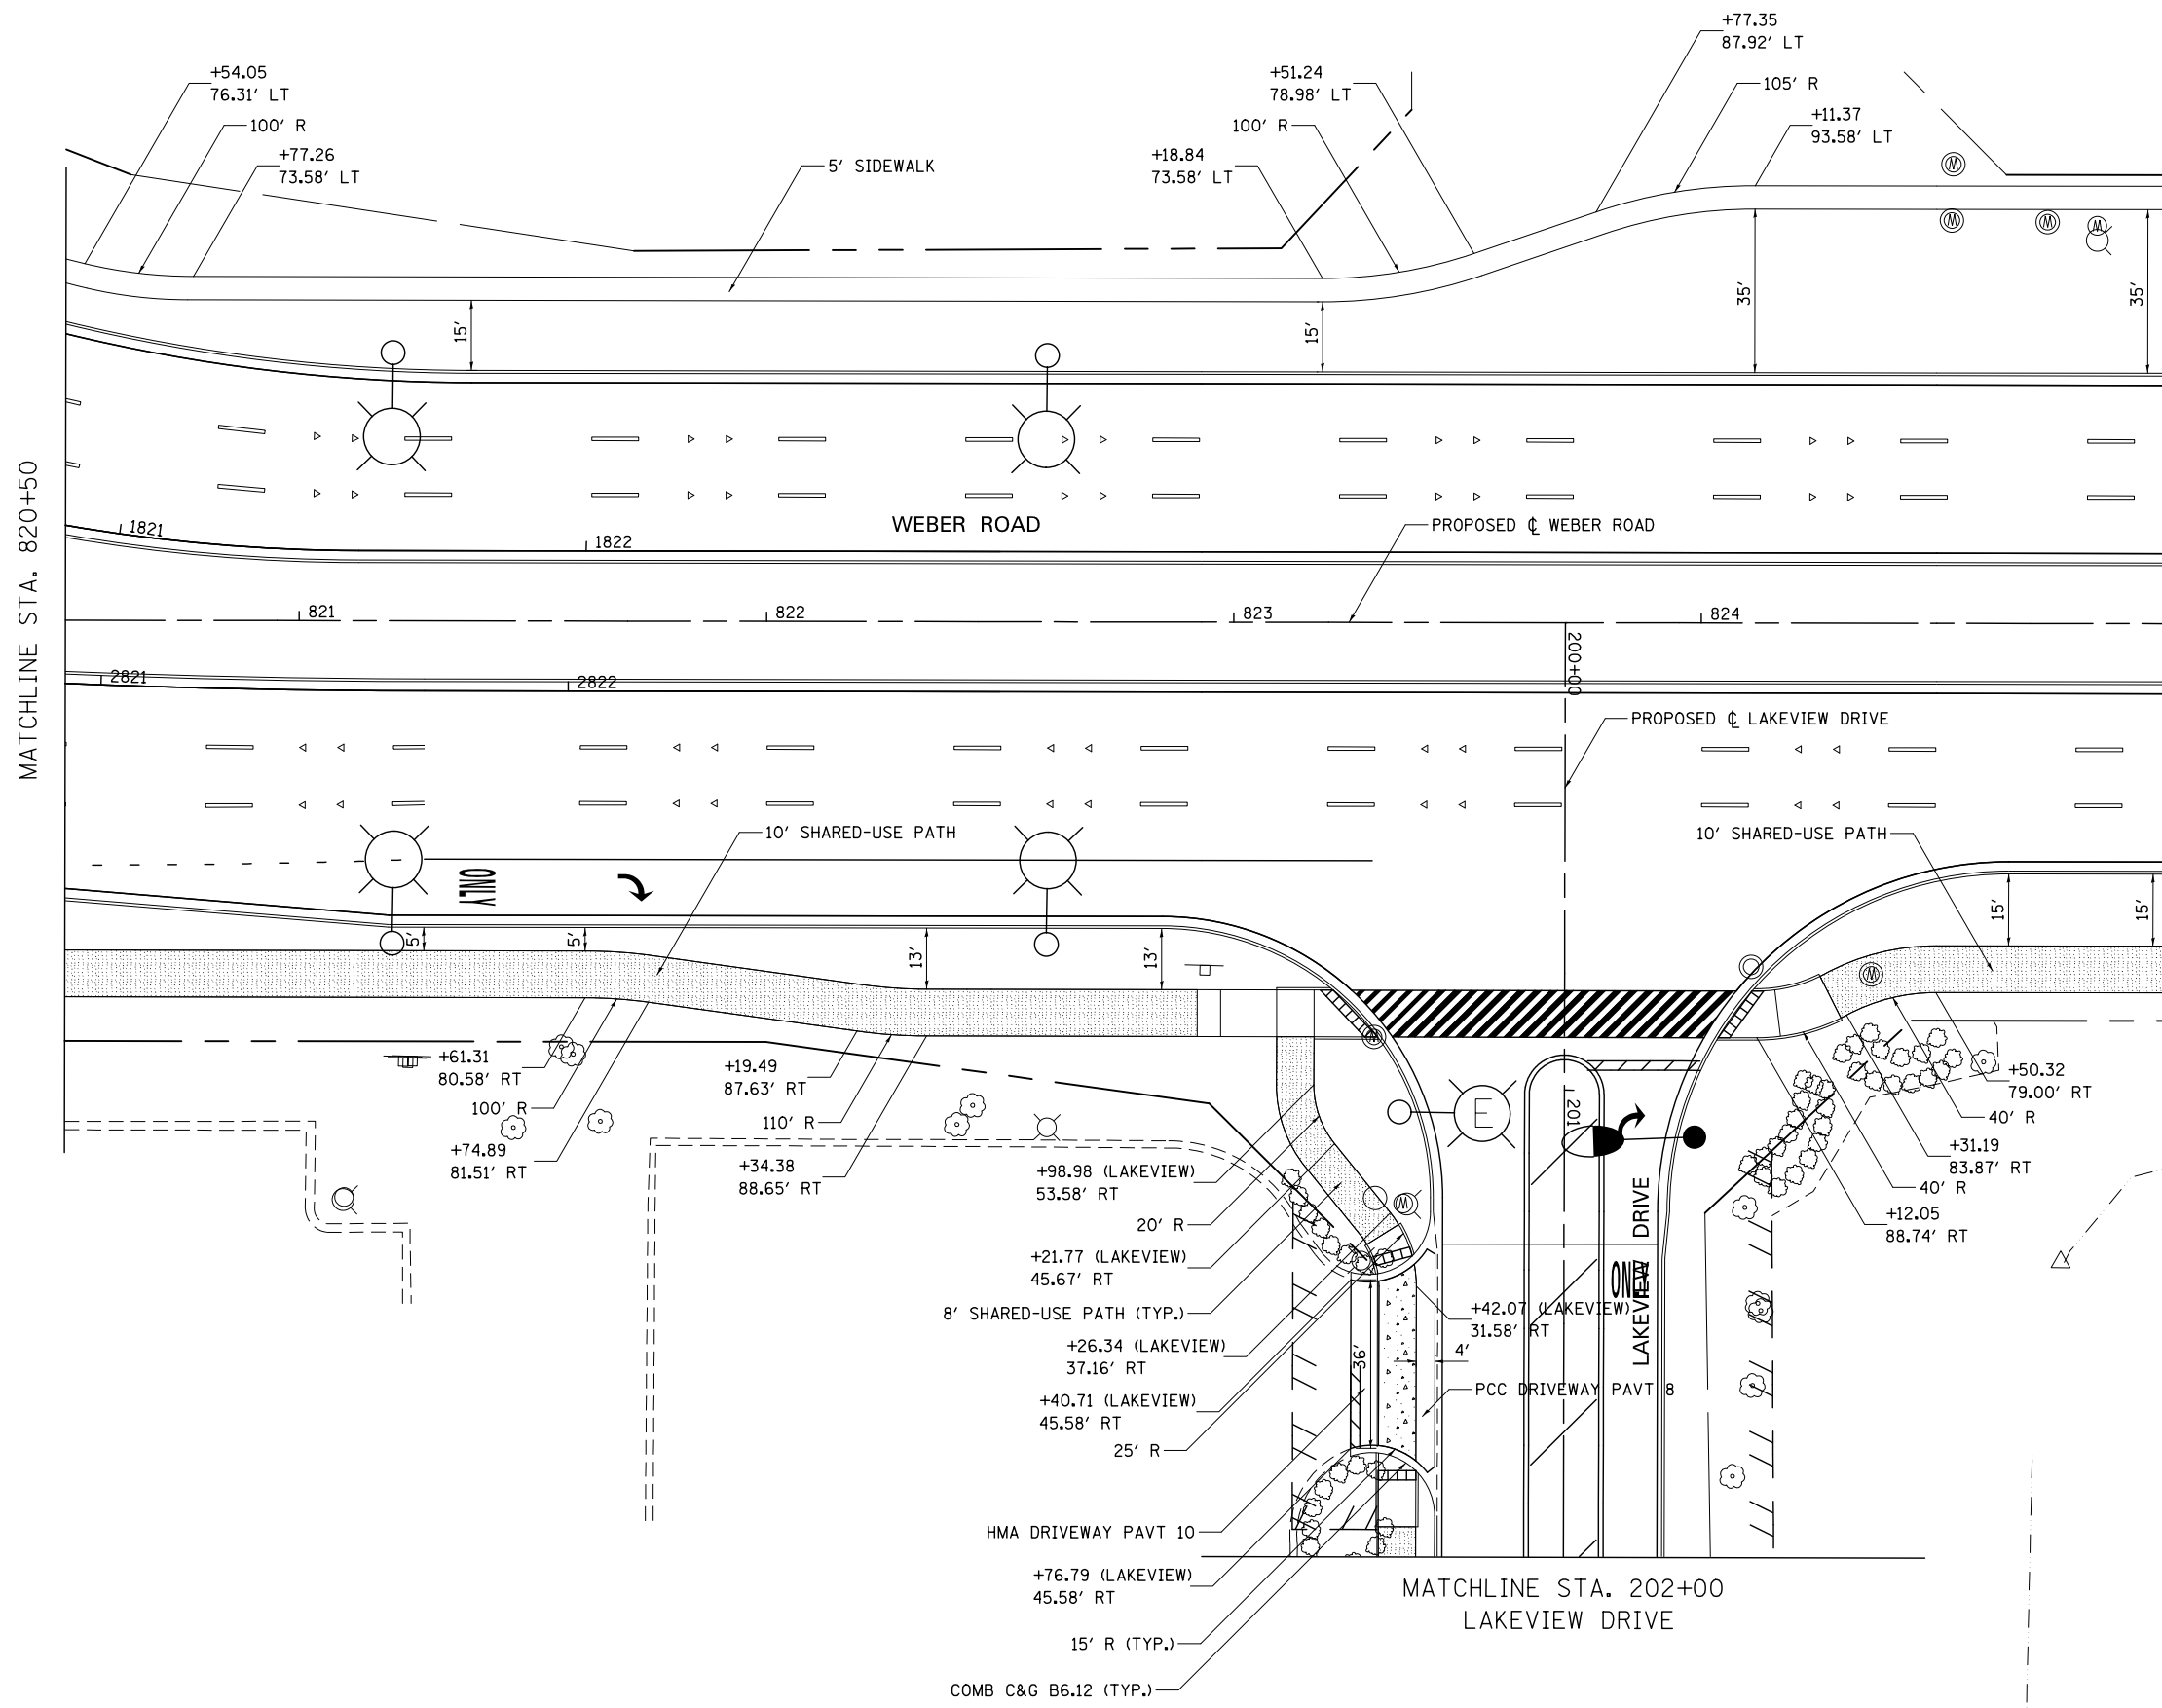 +77.35
87.92' LT
+54.05
76.31' LT
+51.24
78.98' LT
105' R
100' R
100' R
+11.37
93.58' LT
+77.26
73.58' LT
5' SIDEWALK
+18.84
73.58' LT
15'
15'
35'
35'
MATCHLINE STA. 820+50
1821
1822
WEBER ROAD
PROPOSED ℄ WEBER ROAD
821
822
823
824
200+00
2821
2822
PROPOSED ℄ LAKEVIEW DRIVE
10' SHARED-USE PATH
10' SHARED-USE PATH
ONLY
5'
5'
13'
13'
15'
15'
+61.31
80.58' RT
100' R
+74.89
81.51' RT
+19.49
87.63' RT
110' R
+34.38
88.65' RT
+50.32
79.00' RT
40' R
+31.19
83.87' RT
40' R
+12.05
88.74' RT
E
201
+98.98 (LAKEVIEW)
53.58' RT
20' R
+21.77 (LAKEVIEW)
45.67' RT
8' SHARED-USE PATH (TYP.)
+26.34 (LAKEVIEW)
37.16' RT
+40.71 (LAKEVIEW)
45.58' RT
25' R
LAKEVIEW DRIVE
ONLY
+42.07 (LAKEVIEW)
31.58' RT
36'
4'
PCC DRIVEWAY PAVT 8
HMA DRIVEWAY PAVT 10
+76.79 (LAKEVIEW)
45.58' RT
15' R (TYP.)
COMB C&G B6.12 (TYP.)
MATCHLINE STA. 202+00
LAKEVIEW DRIVE
M
M
M
M
M
M
M